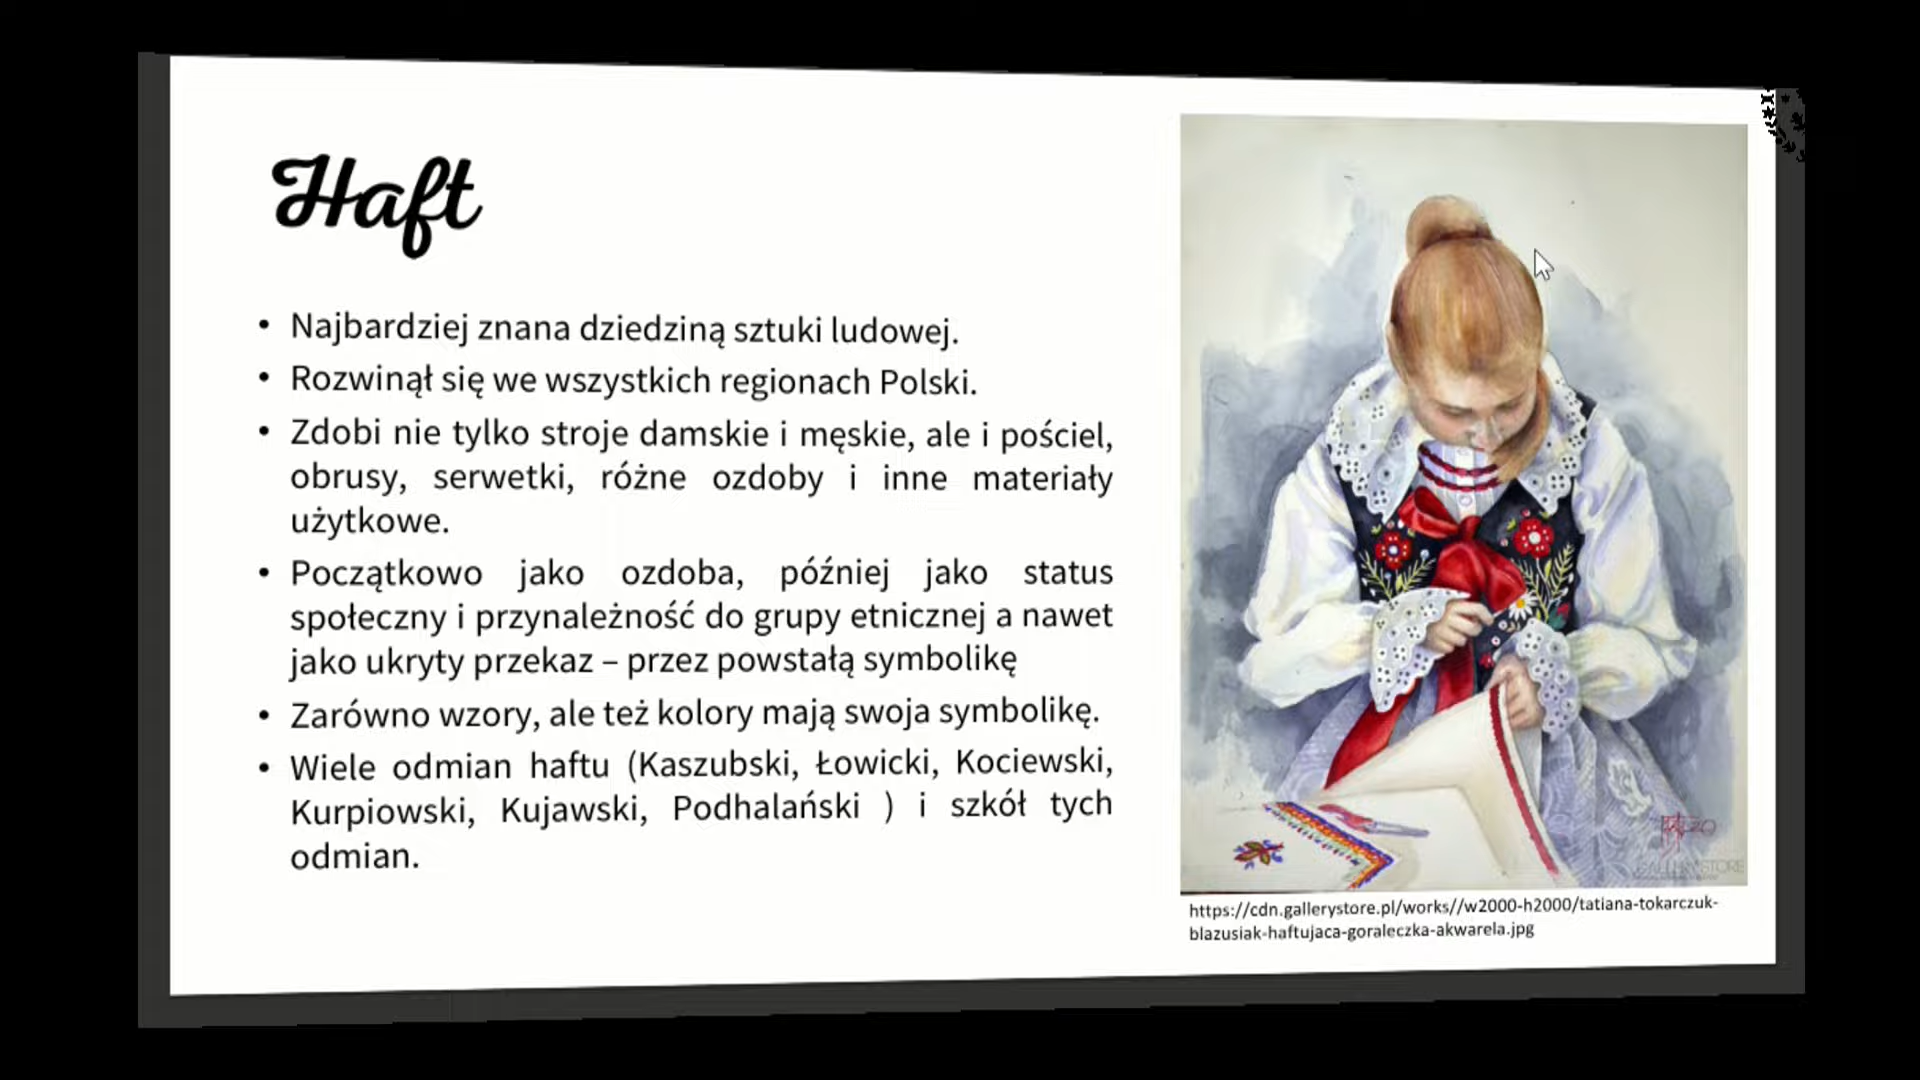 Haft
• Najbardziej znana dziedziną sztuki ludowej.
• Rozwinął się we wszystkich regionach Polski.
• Zdobi nie tylko stroje damskie i męskie, ale i pościel,
obrusy, serwetki, różne ozdoby i inne materiały
użytkowe.
• Początkowo jako ozdoba, później jako status
społeczny i przynależność do grupy etnicznej a nawet
jako ukryty przekaz – przez powstałą symbolikę
• Zarówno wzory, ale też kolory mają swoja symbolikę.
• Wiele odmian haftu (Kaszubski, Łowicki, Kociewski,
Kurpiowski, Kujawski, Podhalański ) i szkół tych
odmian.
https://cdn.gallerystore.pl/works//w2000-h2000/tatiana-tokarczuk-
blazusiak-haftujaca-goraleczka-akwarela.jpg